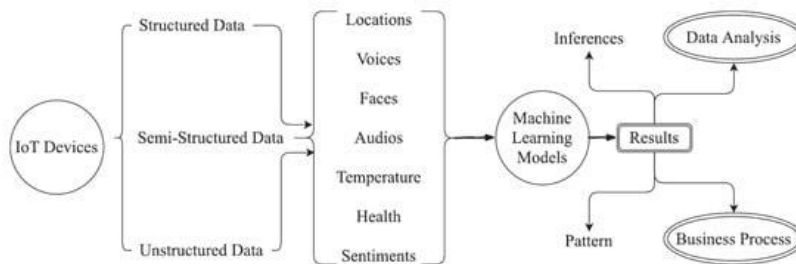 Structured Data
Locations
Inferences
Data Analysis
Voices
Faces
IoT Devices
Semi-Structured Data
Audios
Machine
Learning
Models
Results
Temperature
Health
Unstructured Data
Sentiments
Pattern
Business Process